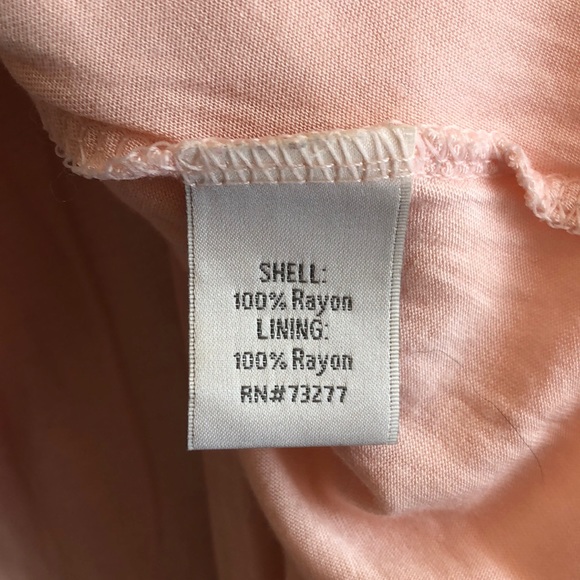 SHELL:
100% Rayon
LINING:
100% Rayon
RN#73277